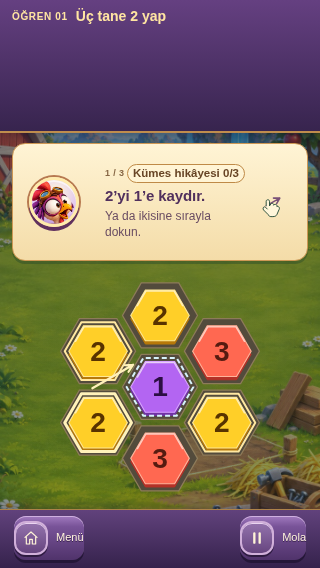 ÖĞREN 01 Üç tane 2 yap
1 / 3 Kümes hikâyesi 0/3
2’yi 1’e kaydır.
Ya da ikisine sırayla
dokun.
2
2
3
1
2
2
3
Menü
Mola